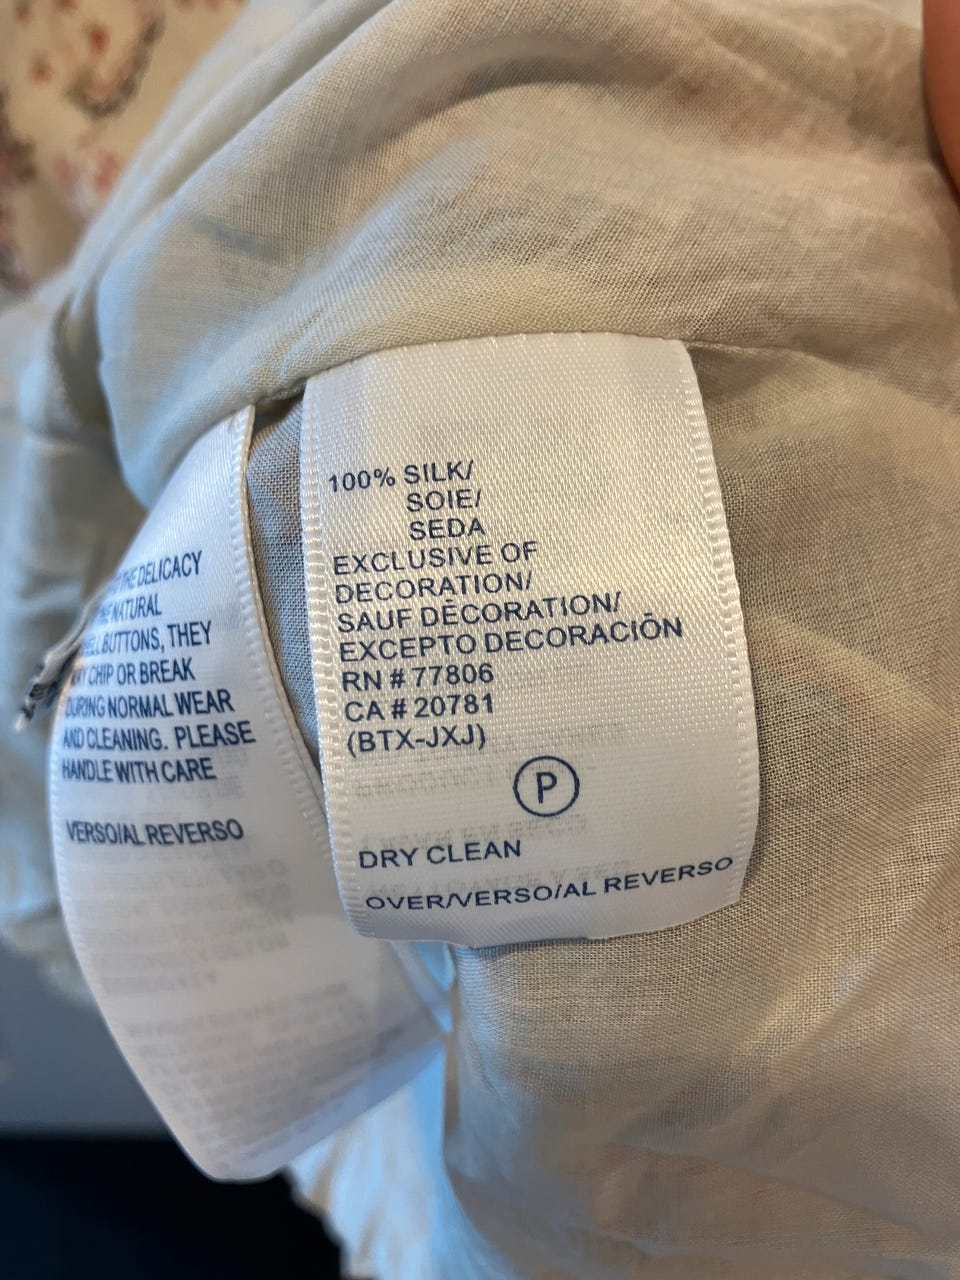 THE DELICACY
NATURAL
BUTTONS, THEY
CHIP OR BREAK
DURING NORMAL WEAR
AND CLEANING. PLEASE
HANDLE WITH CARE
VERSO/AL REVERSO
100% SILK/
SOIE/
SEDA
EXCLUSIVE OF
DECORATION/
SAUF DÉCORATION/
EXCEPTO DECORACIÓN
RN # 77806
CA # 20781
(BTX-JXJ)
P
DRY CLEAN
OVER/VERSO/AL REVERSO